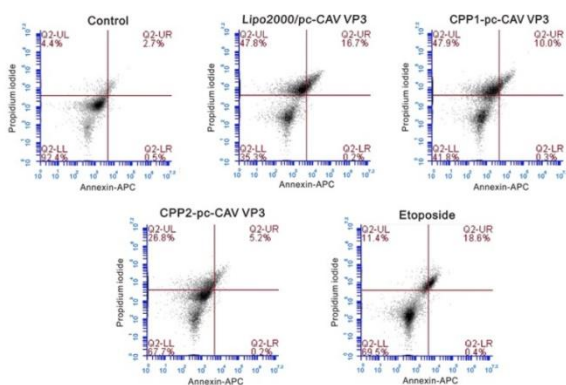 Control
Q2-UL
4.4%
Q2-UR
2.7%
Q2-LL
92.4%
Q2-LR
0.5%
Propidium iodide
Annexin-APC
Lipo2000/pc-CAV VP3
Q2-UL
47.8%
Q2-UR
16.7%
Q2-LL
35.3%
Q2-LR
0.2%
Propidium iodide
Annexin-APC
CPP1-pc-CAV VP3
Q2-UL
47.9%
Q2-UR
10.0%
Q2-LL
41.8%
Q2-LR
0.3%
Propidium iodide
Annexin-APC
CPP2-pc-CAV VP3
Q2-UL
26.8%
Q2-UR
5.2%
Q2-LL
67.7%
Q2-LR
0.2%
Propidium iodide
Annexin-APC
Etoposide
Q2-UL
11.4%
Q2-UR
18.6%
Q2-LL
69.5%
Q2-LR
0.4%
Propidium iodide
Annexin-APC